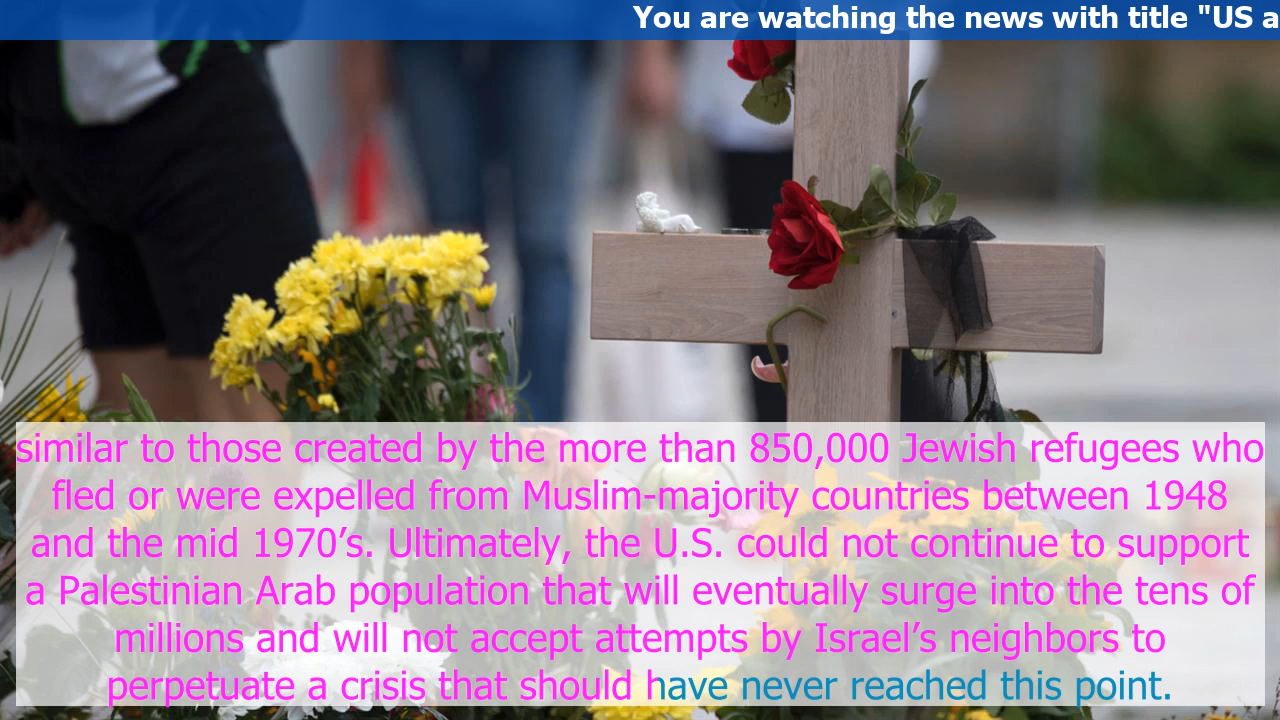 You are watching the news with title "US a
similar to those created by the more than 850,000 Jewish refugees who
fled or were expelled from Muslim-majority countries between 1948
and the mid 1970’s. Ultimately, the U.S. could not continue to support
a Palestinian Arab population that will eventually surge into the tens of
millions and will not accept attempts by Israel’s neighbors to
perpetuate a crisis that should have never reached this point.